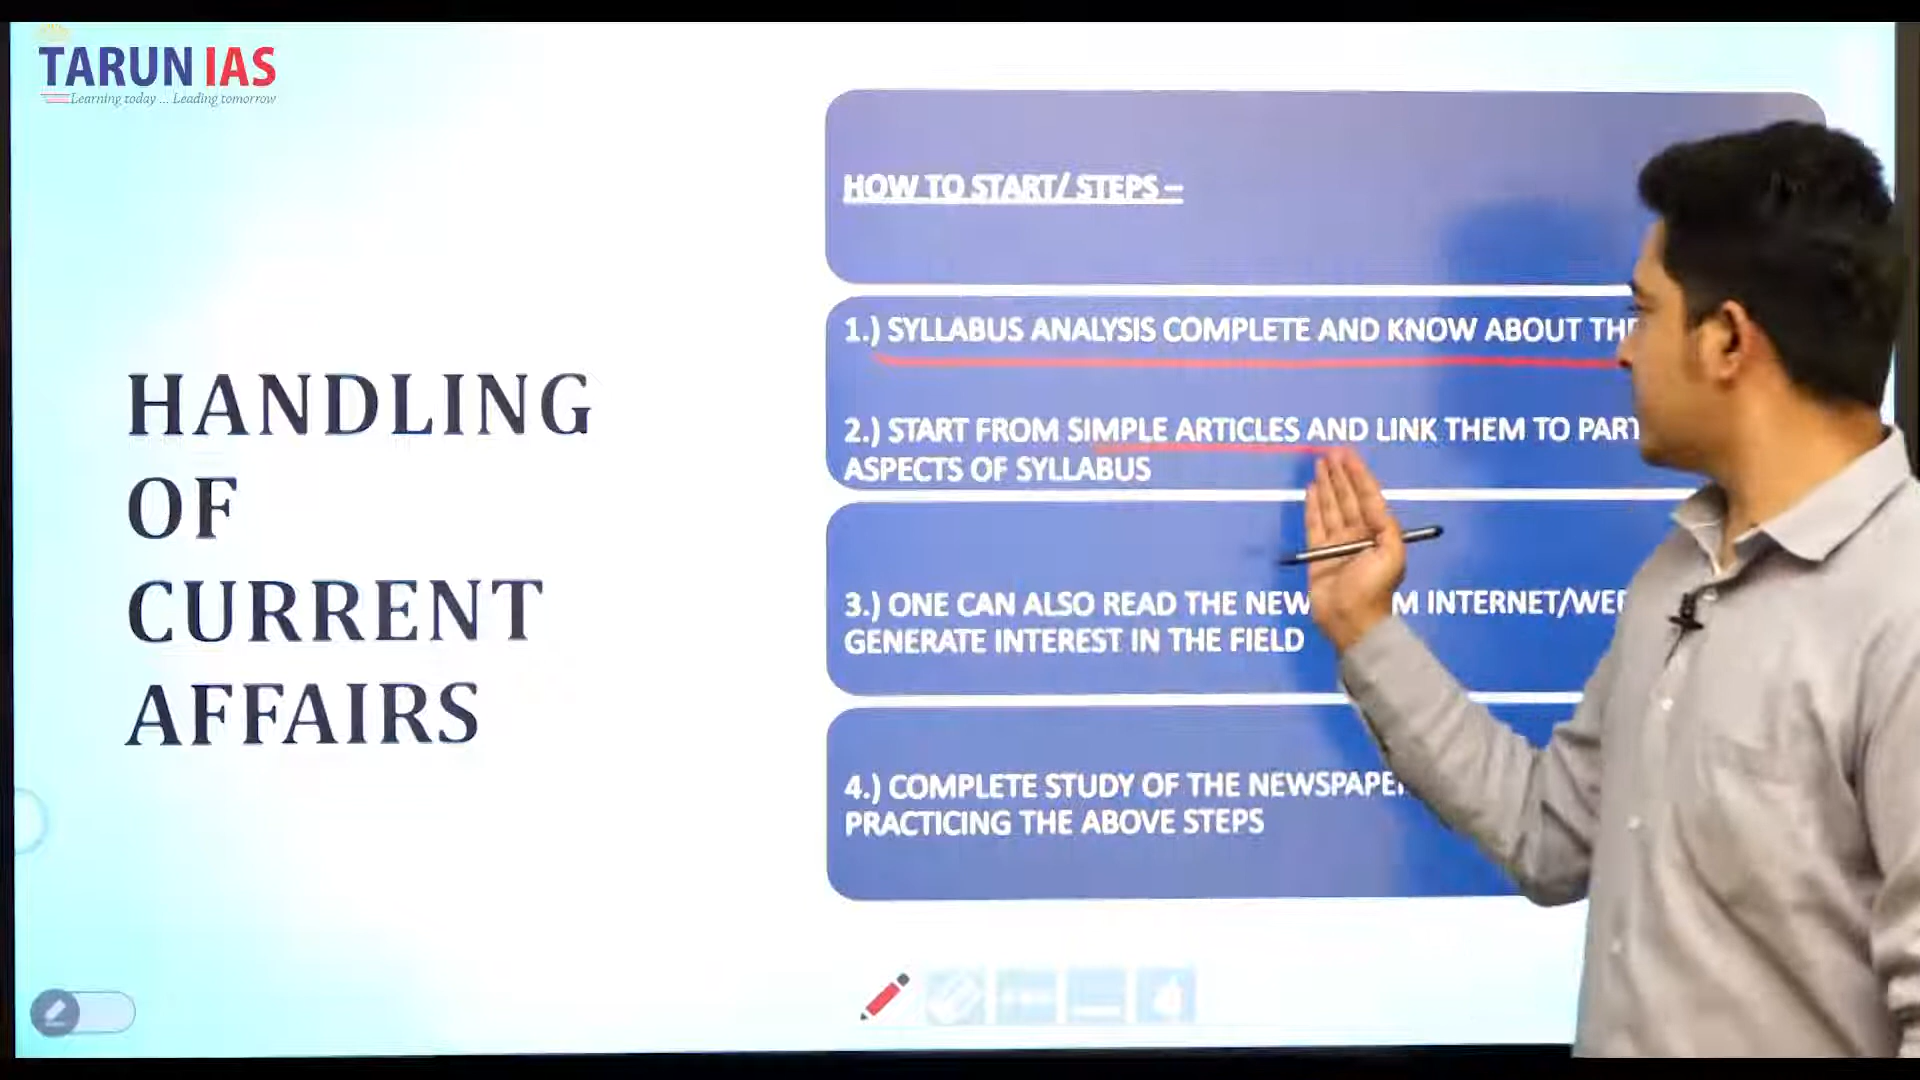 TARUN IAS
Learning today ... Leading tomorrow
HANDLING
OF
CURRENT
AFFAIRS
HOW TO START/ STEPS –
1.) SYLLABUS ANALYSIS COMPLETE AND KNOW ABOUT
2.) START FROM SIMPLE ARTICLES AND LINK THEM TO
ASPECTS OF SYLLABUS
3.) ONE CAN ALSO READ THE INTERNET/
GENERATE INTEREST IN THE FIELD
4.) COMPLETE STUDY OF THE
PRACTICING THE ABOVE STEPS